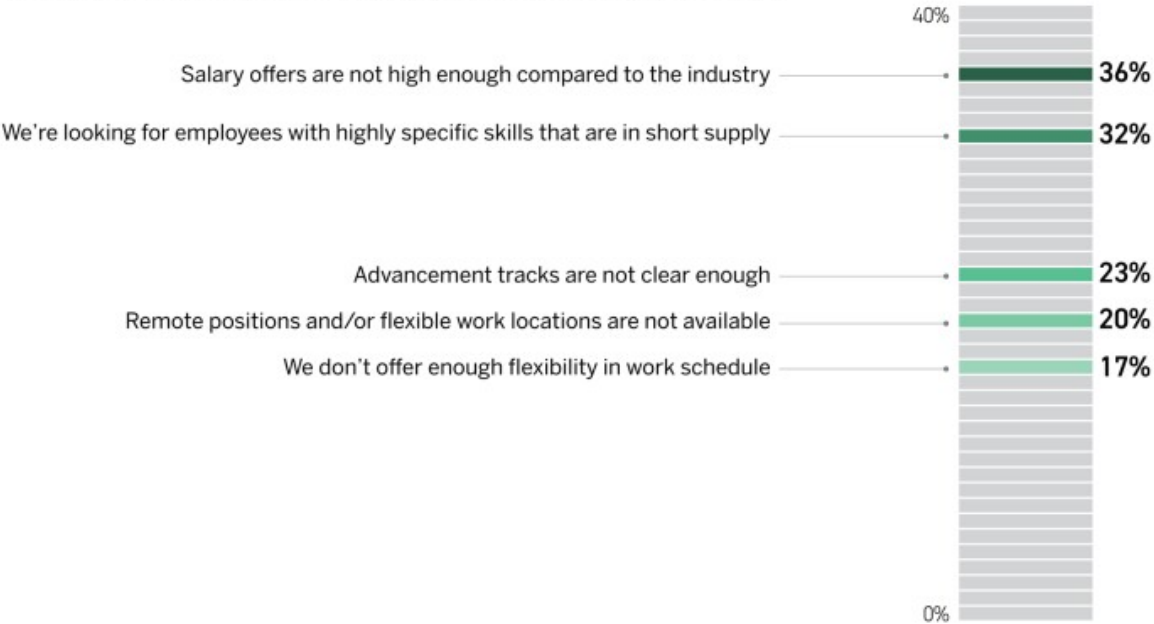 40%
Salary offers are not high enough compared to the industry 36%
We're looking for employees with highly specific skills that are in short supply 32%
Advancement tracks are not clear enough 23%
Remote positions and/or flexible work locations are not available 20%
We don't offer enough flexibility in work schedule 17%
0%